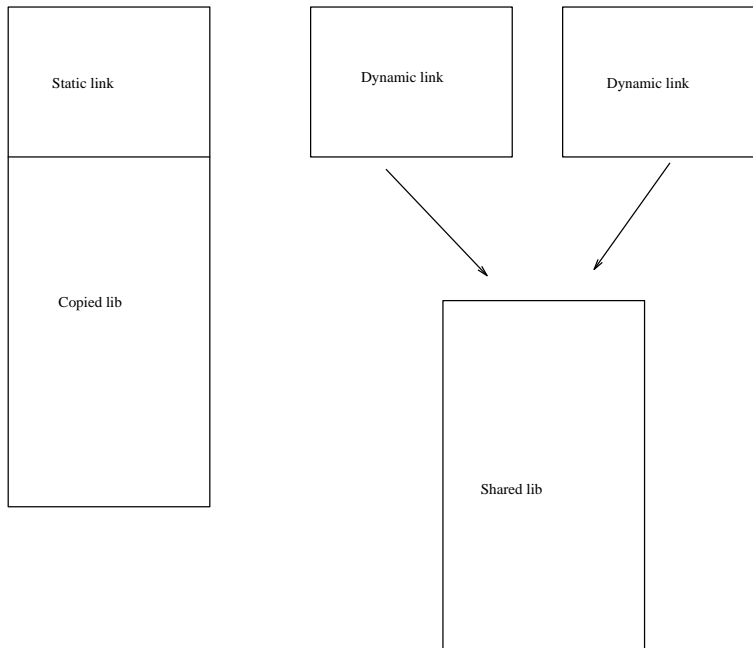 Static link
Dynamic link
Dynamic link
Copied lib
Shared lib